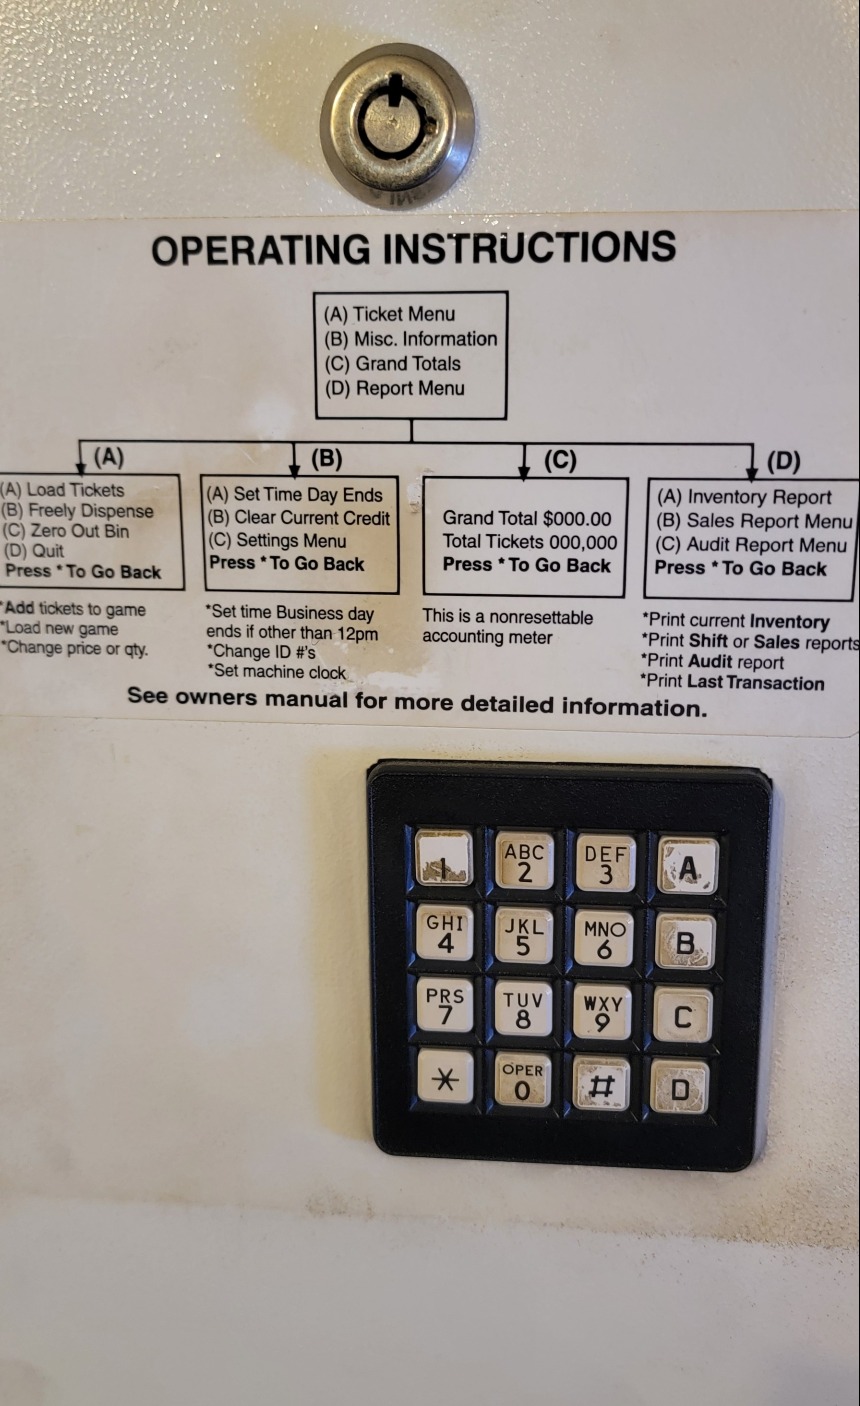 OPERATING INSTRUCTIONS
(A) Ticket Menu
(B) Misc. Information
(C) Grand Totals
(D) Report Menu
(A)
(A) Load Tickets
(B) Freely Dispense
(C) Zero Out Bin
(D) Quit
Press * To Go Back
*Add tickets to game
*Load new game
*Change price or qty.
(B)
(A) Set Time Day Ends
(B) Clear Current Credit
(C) Settings Menu
Press * To Go Back
*Set time Business day
ends if other than 12pm
*Change ID #'s
*Set machine clock
(C)
Grand Total $000.00
Total Tickets 000,000
Press * To Go Back
This is a nonresettable
accounting meter
(D)
(A) Inventory Report
(B) Sales Report Menu
(C) Audit Report Menu
Press * To Go Back
*Print current Inventory
*Print Shift or Sales reports
*Print Audit report
*Print Last Transaction
See owners manual for more detailed information.
1 ABC 2 DEF 3 A
GHI 4 JKL 5 MNO 6 B
PRS 7 TUV 8 WXY 9 C
* OPER 0 # D